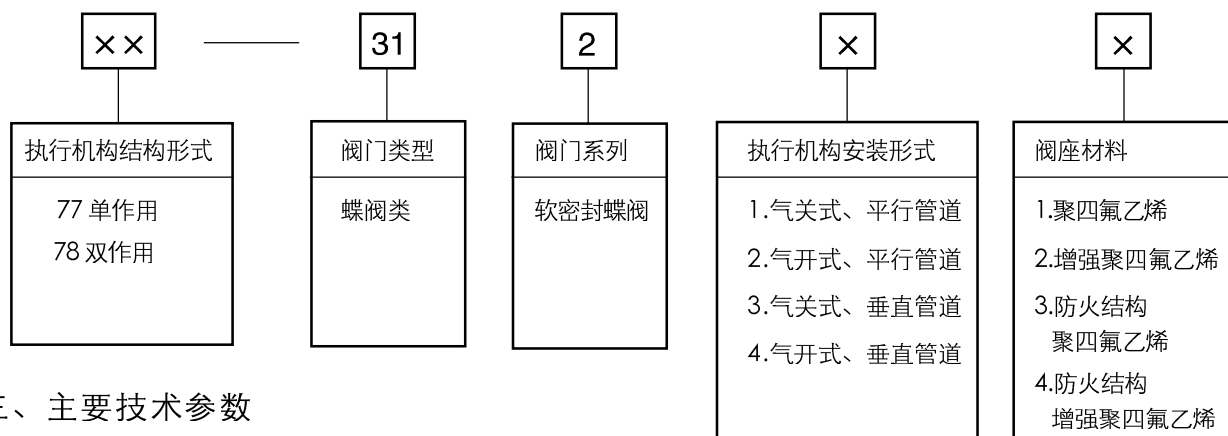 ×× —— 31 2 × ×
执行机构结构形式
77 单作用
78 双作用
阀门类型
蝶阀类
阀门系列
软密封蝶阀
执行机构安装形式
1.气关式、平行管道
2.气开式、平行管道
3.气关式、垂直管道
4.气开式、垂直管道
阀座材料
1.聚四氟乙烯
2.增强聚四氟乙烯
3.防火结构
聚四氟乙烯
4.防火结构
增强聚四氟乙烯
三、主要技术参数